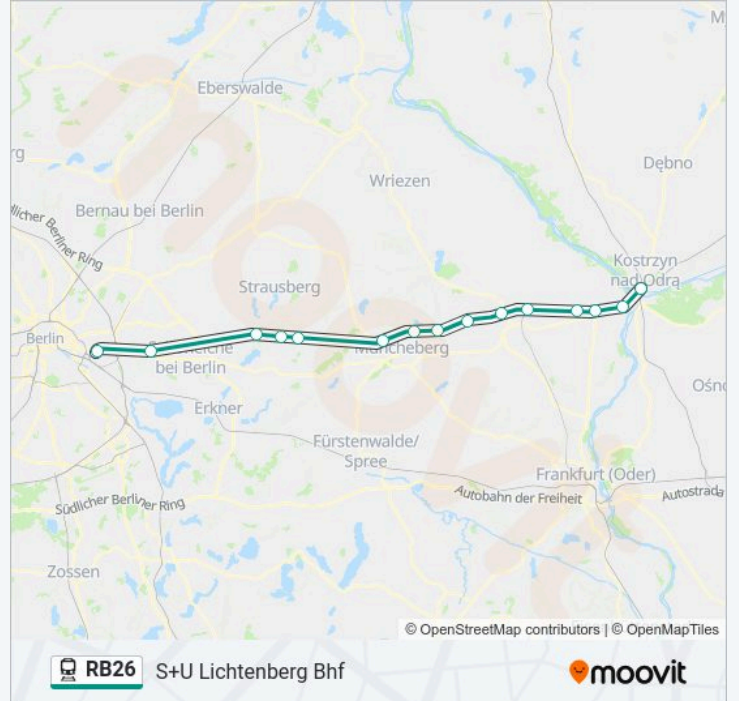 M
Eberswalde
rg
Dębno
Wriezen
Bernau bei Berlin
dlicher Berliner Ring
Kostrzyn
nad Odrą
Strausberg
Berlin
Müncheberg
bei Berlin
Ośno
Erkner
Fürstenwalde/
Spree
Frankfurt (Oder)
Autobahn der Freiheit
Autostrada
Südlicher Berliner Ring
Zossen
© OpenStreetMap contributors | © OpenMapTiles
RB26 S+U Lichtenberg Bhf
moovit